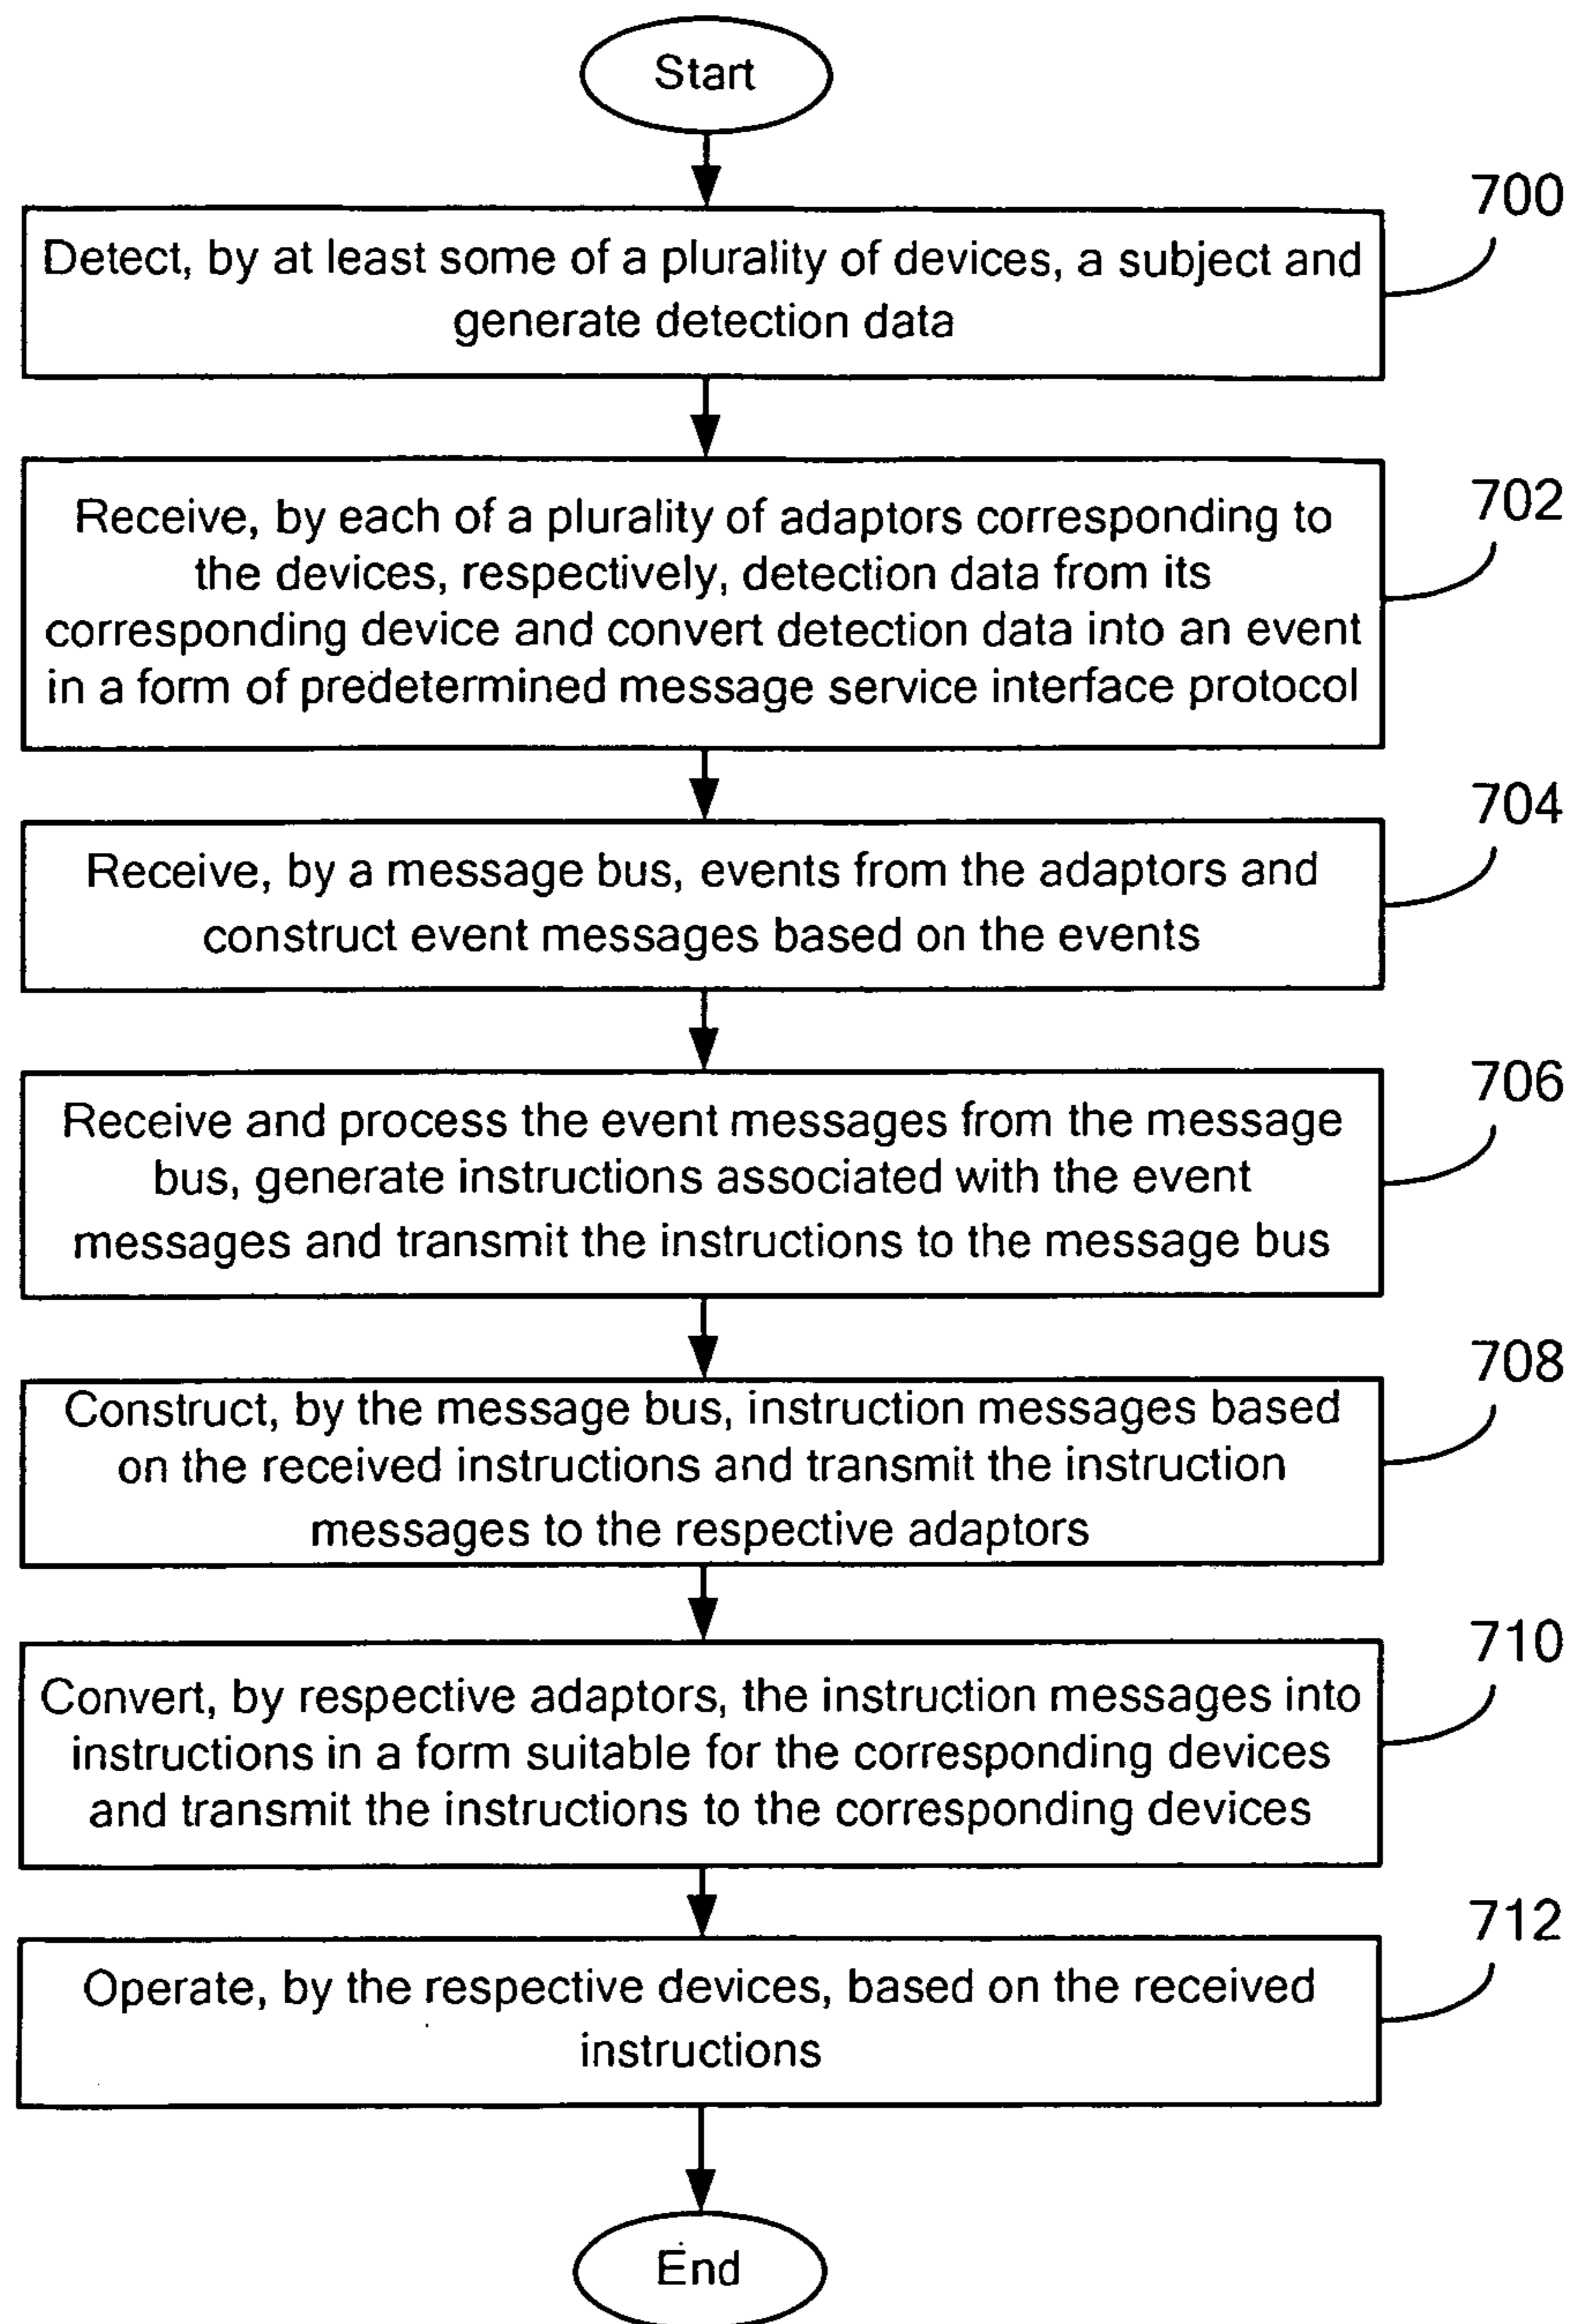 Start
700
Detect, by at least some of a plurality of devices, a subject and
generate detection data
702
Receive, by each of a plurality of adaptors corresponding to
the devices, respectively, detection data from its
corresponding device and convert detection data into an event
in a form of predetermined message service interface protocol
704
Receive, by a message bus, events from the adaptors and
construct event messages based on the events
706
Receive and process the event messages from the message
bus, generate instructions associated with the event
messages and transmit the instructions to the message bus
708
Construct, by the message bus, instruction messages based
on the received instructions and transmit the instruction
messages to the respective adaptors
710
Convert, by respective adaptors, the instruction messages into
instructions in a form suitable for the corresponding devices
and transmit the instructions to the corresponding devices
712
Operate, by the respective devices, based on the received
instructions
End